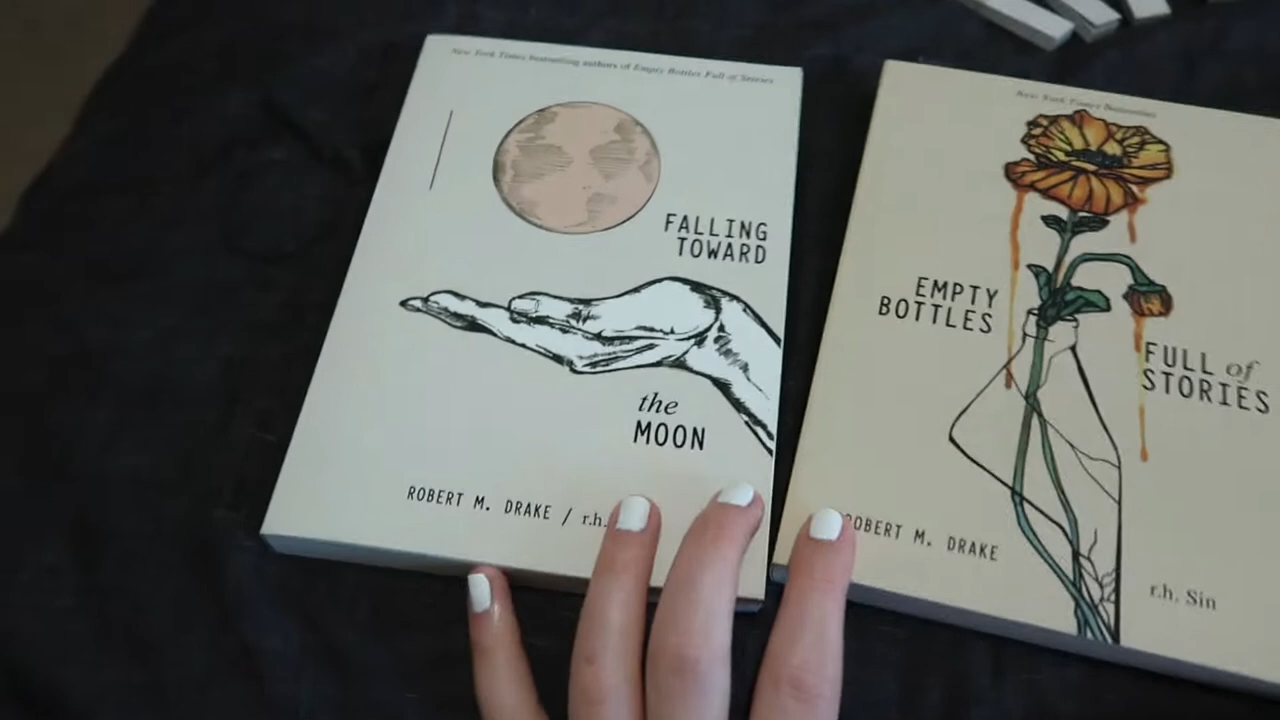 New York Times bestselling authors of Empty Bottles Full of Stories
FALLING
TOWARD
the
MOON
ROBERT M. DRAKE / r.h.
New York Times Bestseller
EMPTY
BOTTLES
FULL of
STORIES
ROBERT M. DRAKE
r.h. Sin